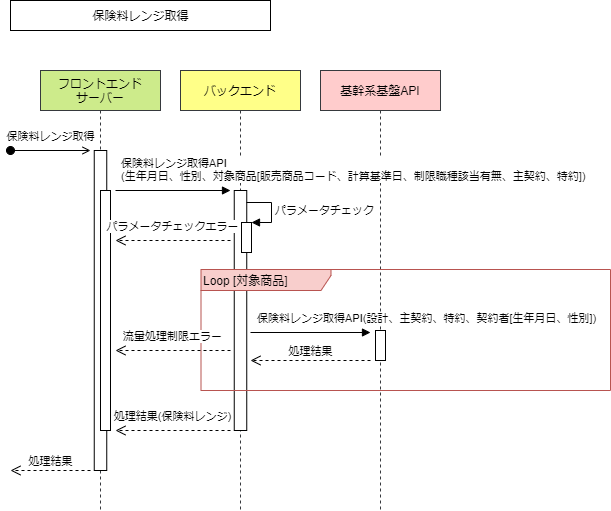 保険料レンジ取得
フロントエンド
サーバー
バックエンド
基幹系基盤API
保険料レンジ取得
保険料レンジ取得API
(生年月日、性別、対象商品[販売商品コード、計算基準日、制限職種該当有無、主契約、特約])
パラメータチェック
パラメータチェックエラー
Loop [対象商品]
保険料レンジ取得API(設計、主契約、特約、契約者[生年月日、性別])
流量処理制限エラー
処理結果
処理結果(保険料レンジ)
処理結果